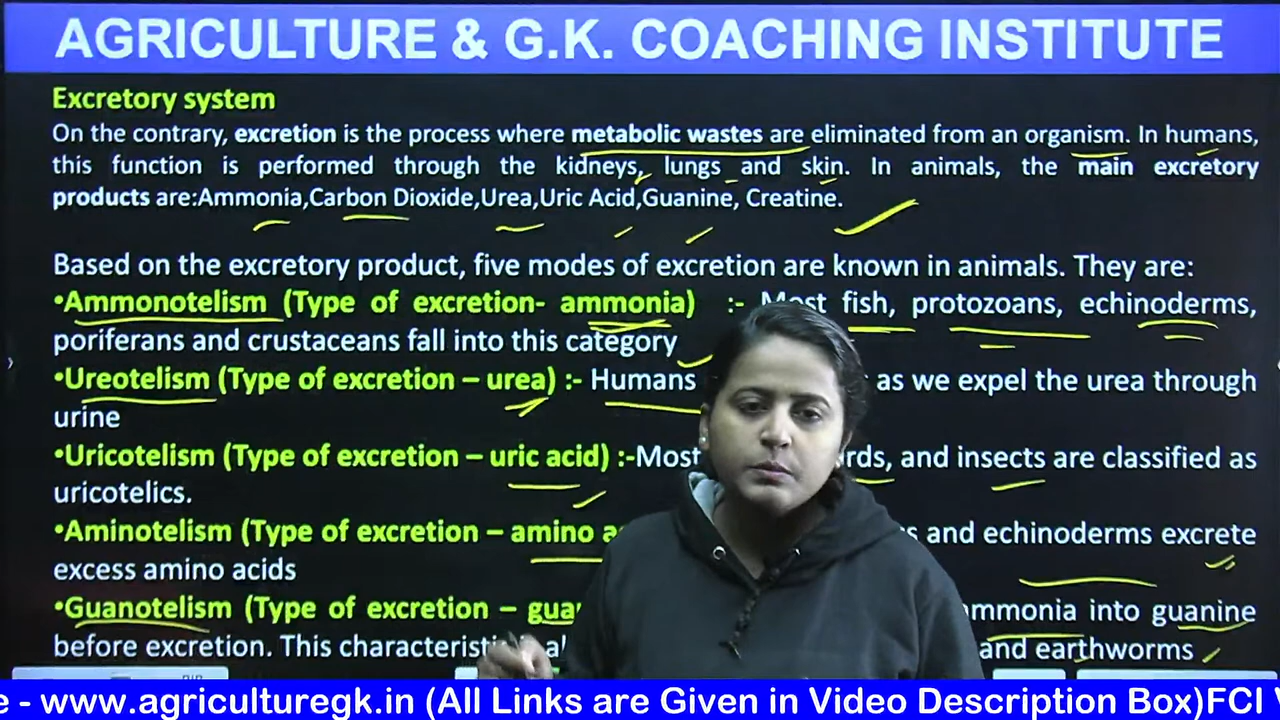 AGRICULTURE & G.K. COACHING INSTITUTE
Excretory system
On the contrary, excretion is the process where metabolic wastes are eliminated from an organism. In humans,
this function is performed through the kidneys, lungs and skin. In animals, the main excretory
products are:Ammonia,Carbon Dioxide,Urea,Uric Acid,Guanine, Creatine.
Based on the excretory product, five modes of excretion are known in animals. They are:
•Ammonotelism (Type of excretion- ammonia) :- Most fish, protozoans, echinoderms,
poriferans and crustaceans fall into this category
•Ureotelism (Type of excretion – urea) :- Humans as we expel the urea through
urine
•Uricotelism (Type of excretion – uric acid) :-Most and insects are classified as
uricotelics.
•Aminotelism (Type of excretion – amino and echinoderms excrete
excess amino acids
•Guanotelism (Type of excretion – into guanine
before excretion. This and earthworms
- www.agriculturegk.in (All Links are Given in Video Description Box)FCI